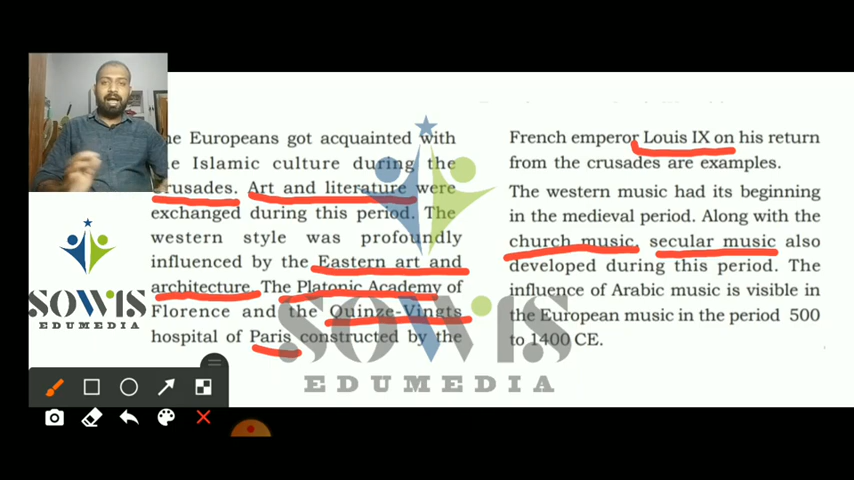 he Europeans got acquainted with
Islamic culture during the
rusades. Art and literature were
exchanged during this period. The
western style was profoundly
influenced by the Eastern art and
architecture. The Platonic Academy of
Florence and the Quinze-Vingts
hospital of Paris constructed by the
French emperor Louis IX on his return
from the crusades are examples.
The western music had its beginning
in the medieval period. Along with the
church music, secular music also
developed during this period. The
influence of Arabic music is visible in
the European music in the period 500
to 1400 CE.
SOWIS
EDUMEDIA
SOWIS
EDUMEDIA